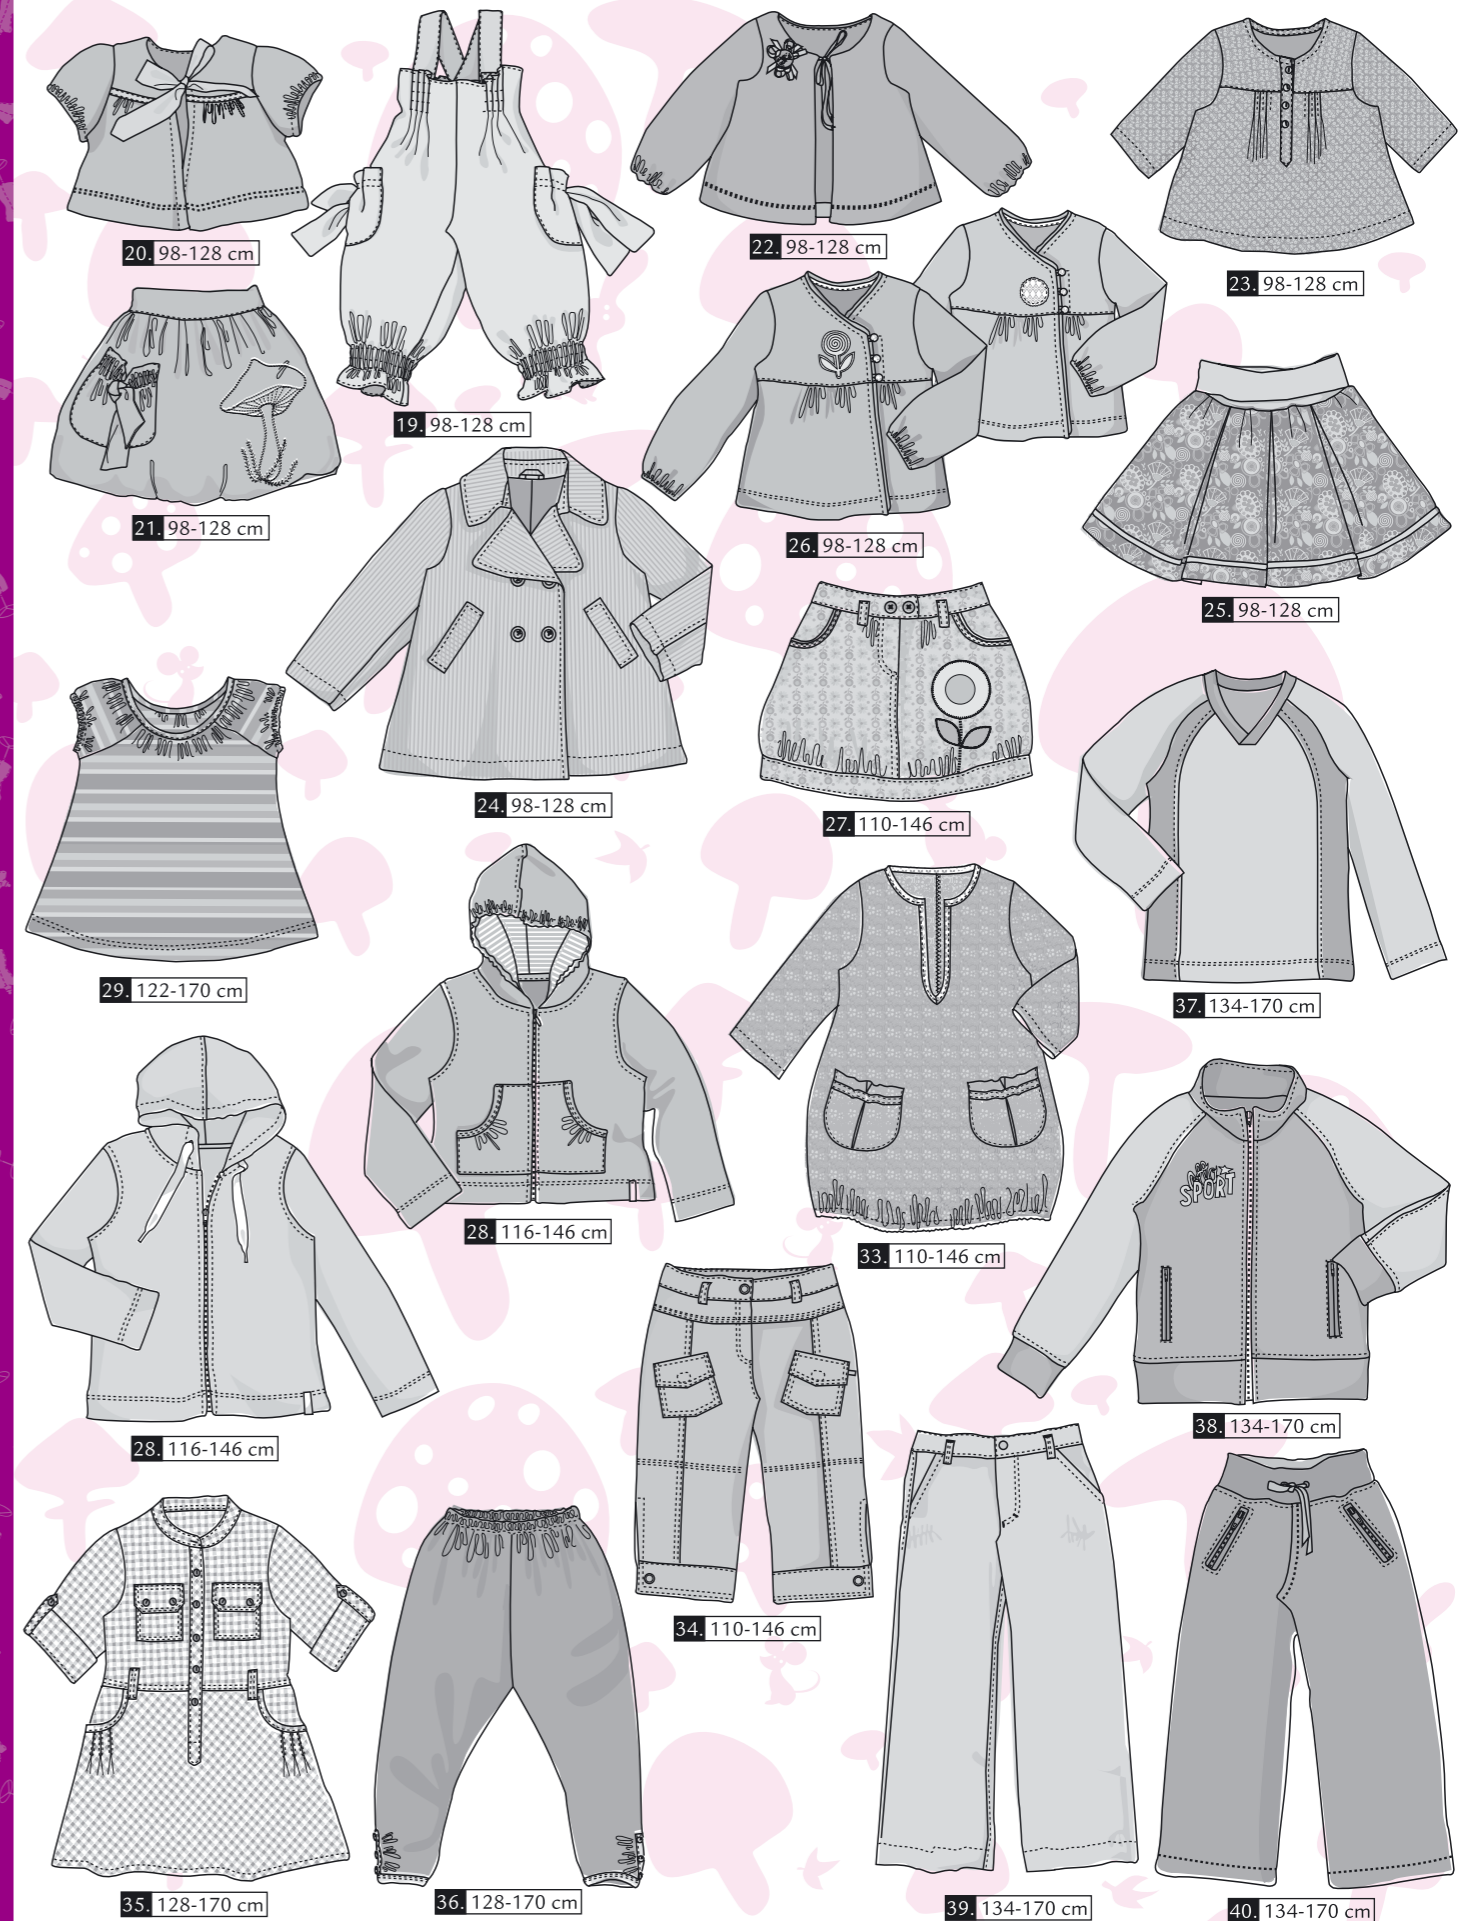 20. 98-128 cm
22. 98-128 cm
23. 98-128 cm
19. 98-128 cm
21. 98-128 cm
26. 98-128 cm
25. 98-128 cm
24. 98-128 cm
27. 110-146 cm
29. 122-170 cm
37. 134-170 cm
SPORT
28. 116-146 cm
33. 110-146 cm
38. 134-170 cm
28. 116-146 cm
34. 110-146 cm
35. 128-170 cm
36. 128-170 cm
39. 134-170 cm
40. 134-170 cm